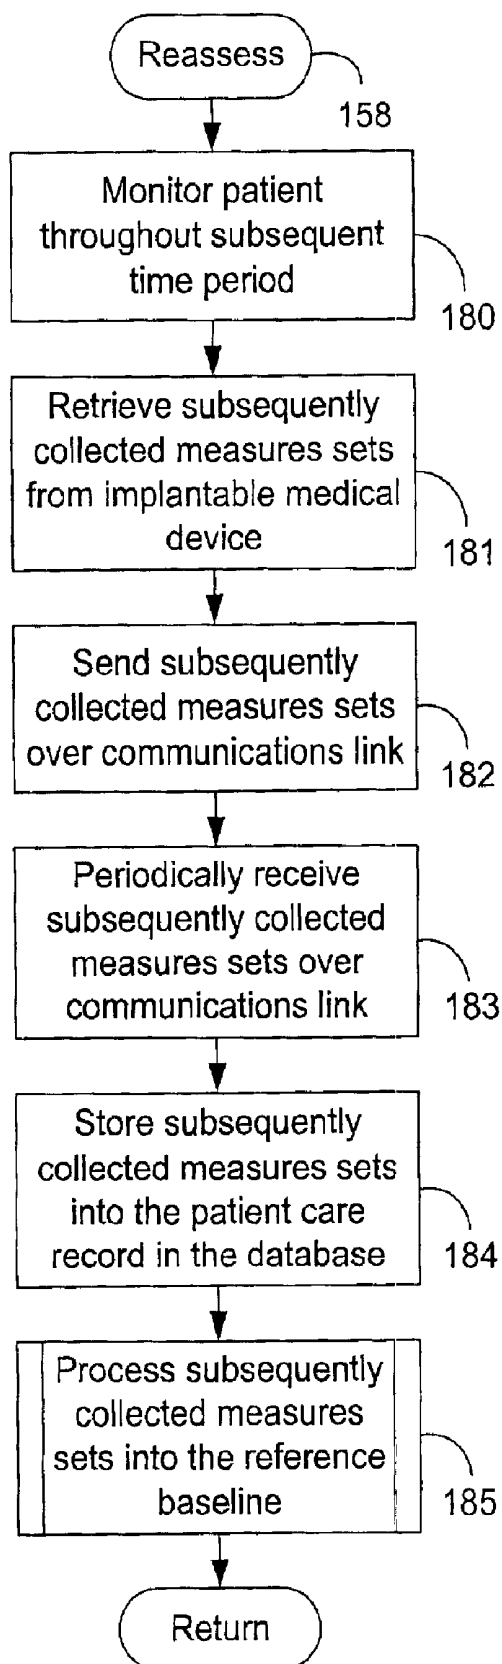 Reassess
158
Monitor patient
throughout subsequent
time period
180
Retrieve subsequently
collected measures sets
from implantable medical
device
181
Send subsequently
collected measures sets
over communications link
182
Periodically receive
subsequently collected
measures sets over
communications link
183
Store subsequently
collected measures sets
into the patient care
record in the database
184
Process subsequently
collected measures
sets into the reference
baseline
185
Return